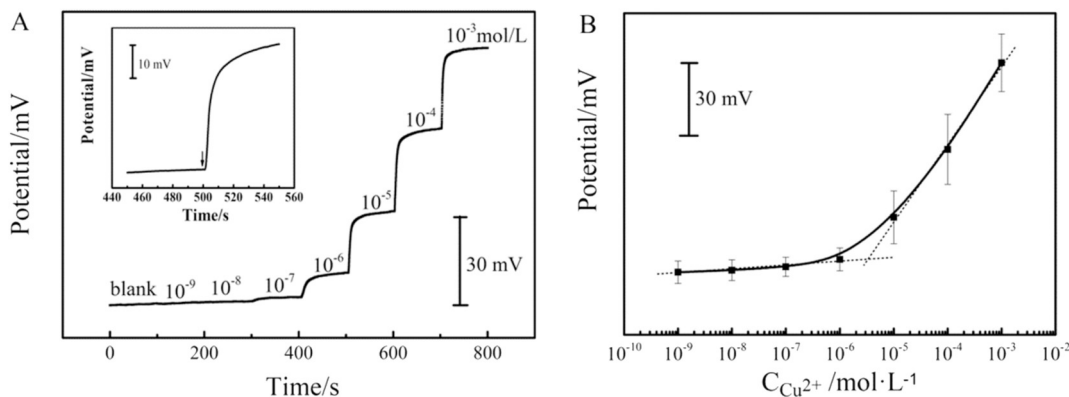 A
10 mV
Potential/mV
440 460 480 500 520 540 560
Time/s
10⁻³mol/L
10⁻⁴
10⁻⁵
10⁻⁶
10⁻⁷
10⁻⁸
10⁻⁹
blank
30 mV
Potential/mV
0 200 400 600 800
Time/s
B
30 mV
Potential/mV
10⁻¹⁰ 10⁻⁹ 10⁻⁸ 10⁻⁷ 10⁻⁶ 10⁻⁵ 10⁻⁴ 10⁻³ 10⁻²
C_Cu²⁺ /mol·L⁻¹